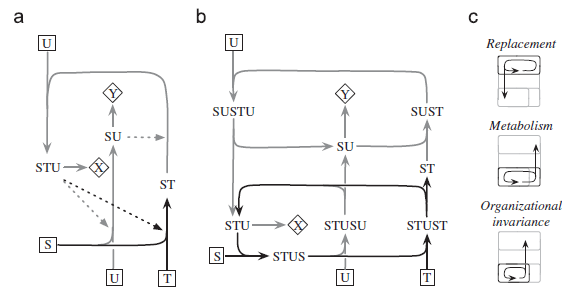 a
b
c
U
Y
SU
STU
X
ST
S
U
T
U
SUSTU
Y
SUST
SU
ST
STU
X
STUSU
STUST
S
STUS
U
T
Replacement
Metabolism
Organizational
invariance